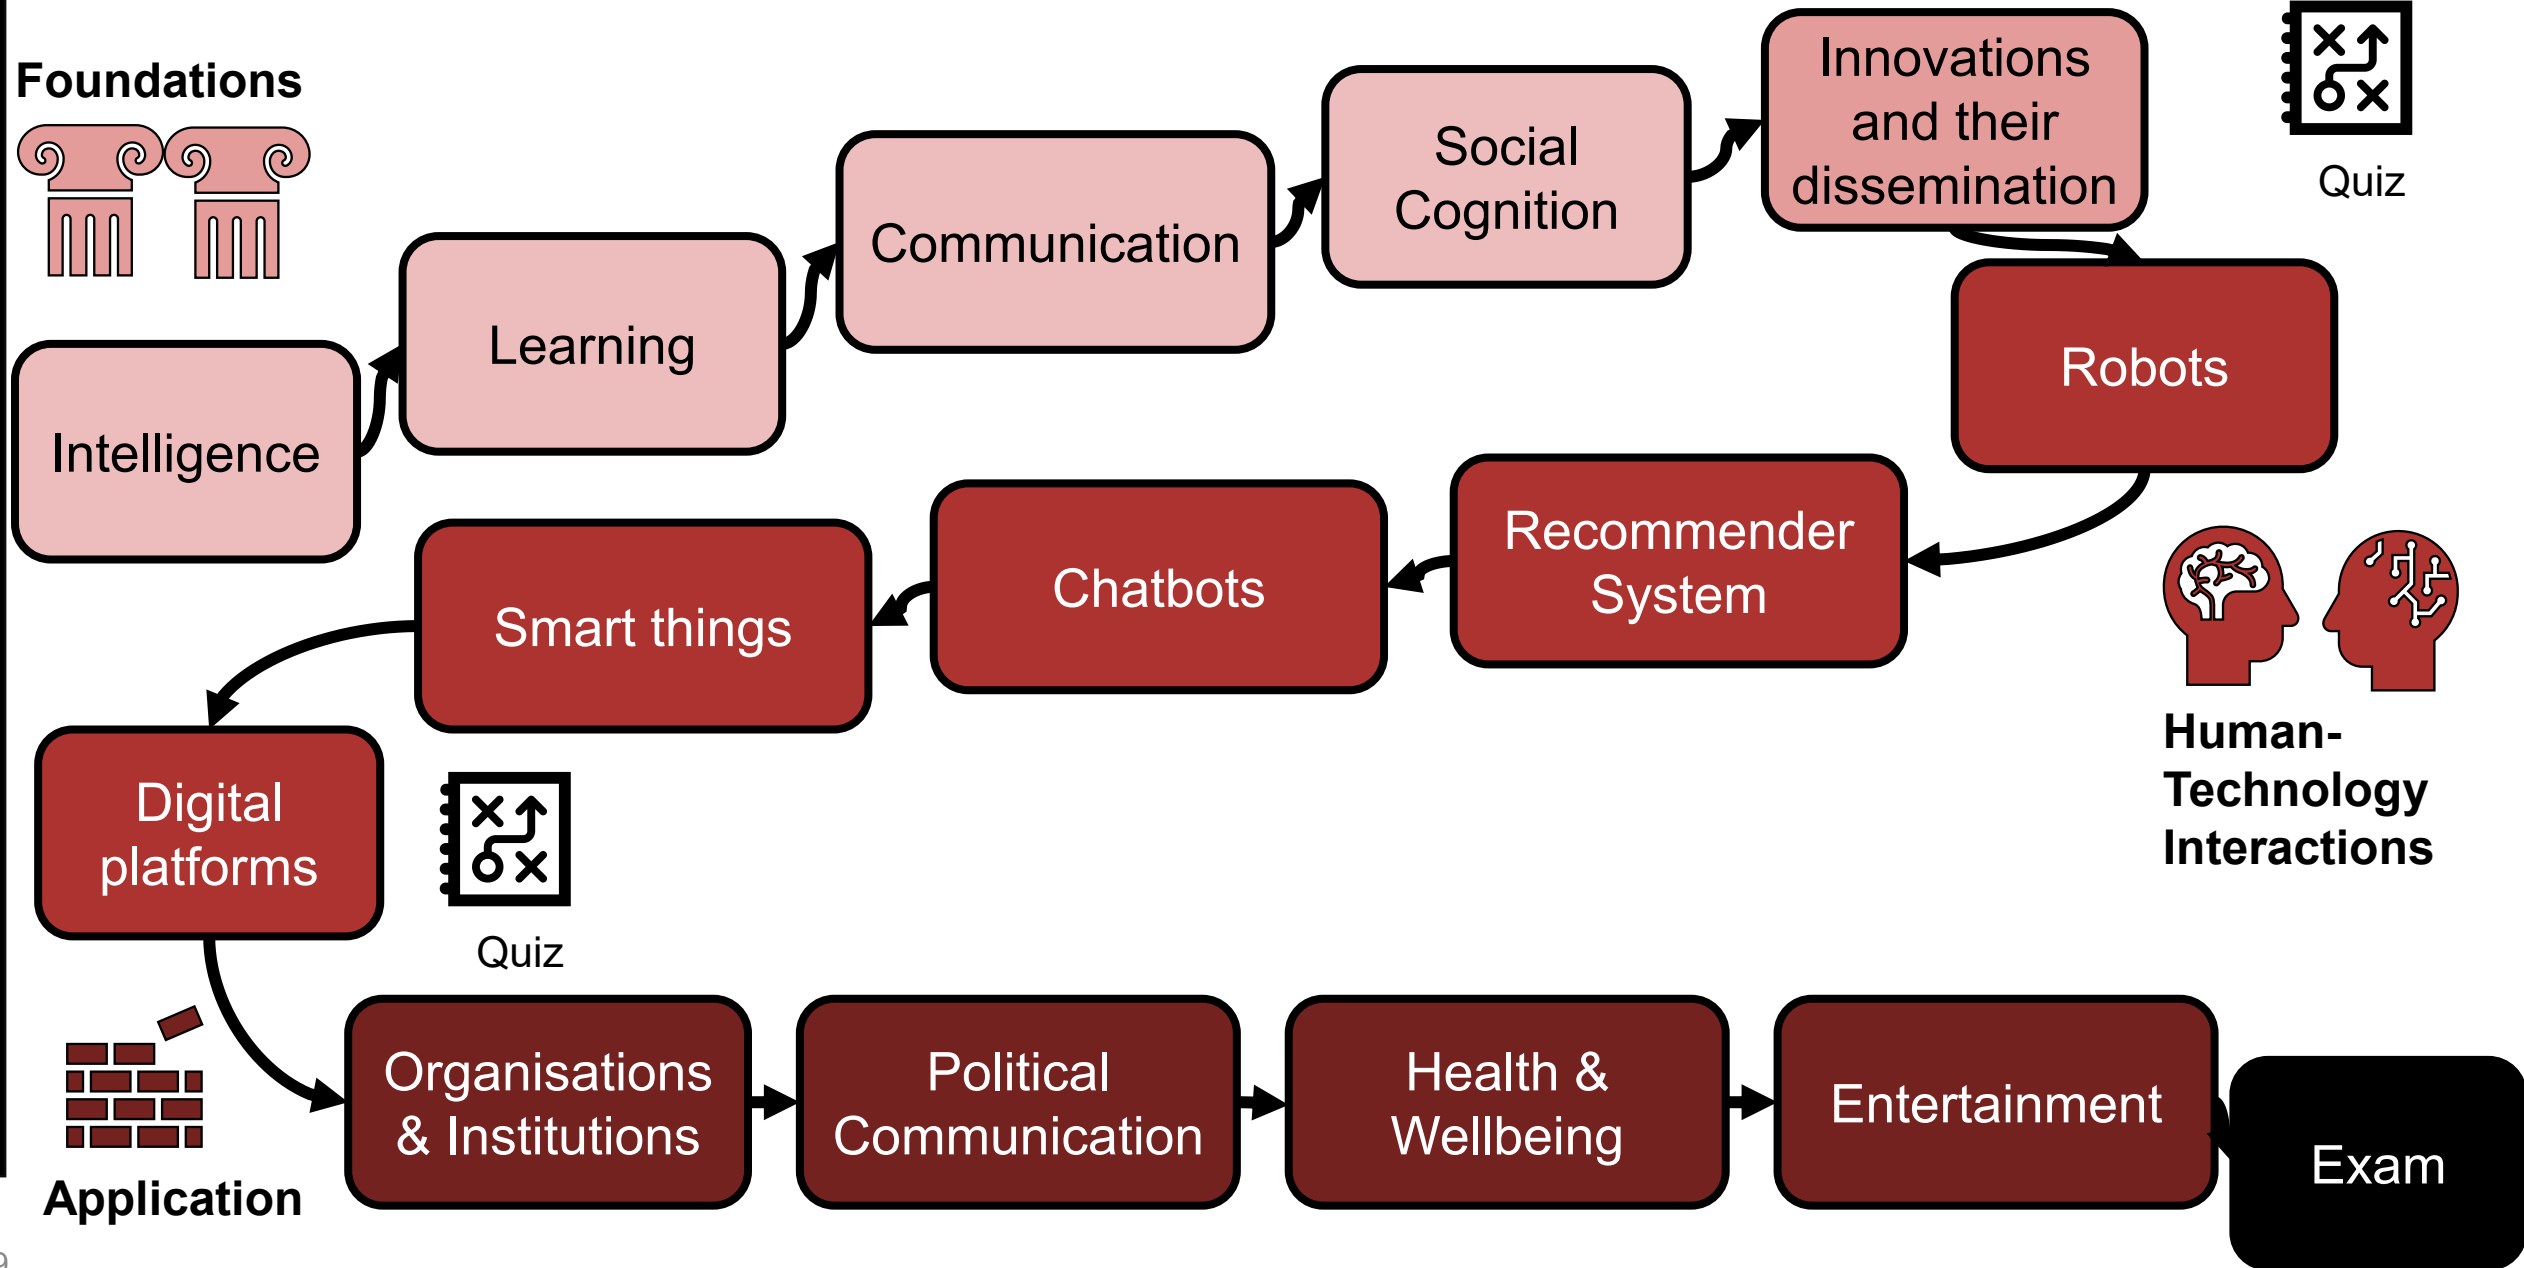 Foundations
Intelligence
Learning
Communication
Social
Cognition
Innovations
and their
dissemination
Quiz
Robots
Recommender
System
Chatbots
Smart things
Human-
Technology
Interactions
Digital
platforms
Quiz
Application
Organisations
& Institutions
Political
Communication
Health &
Wellbeing
Entertainment
Exam